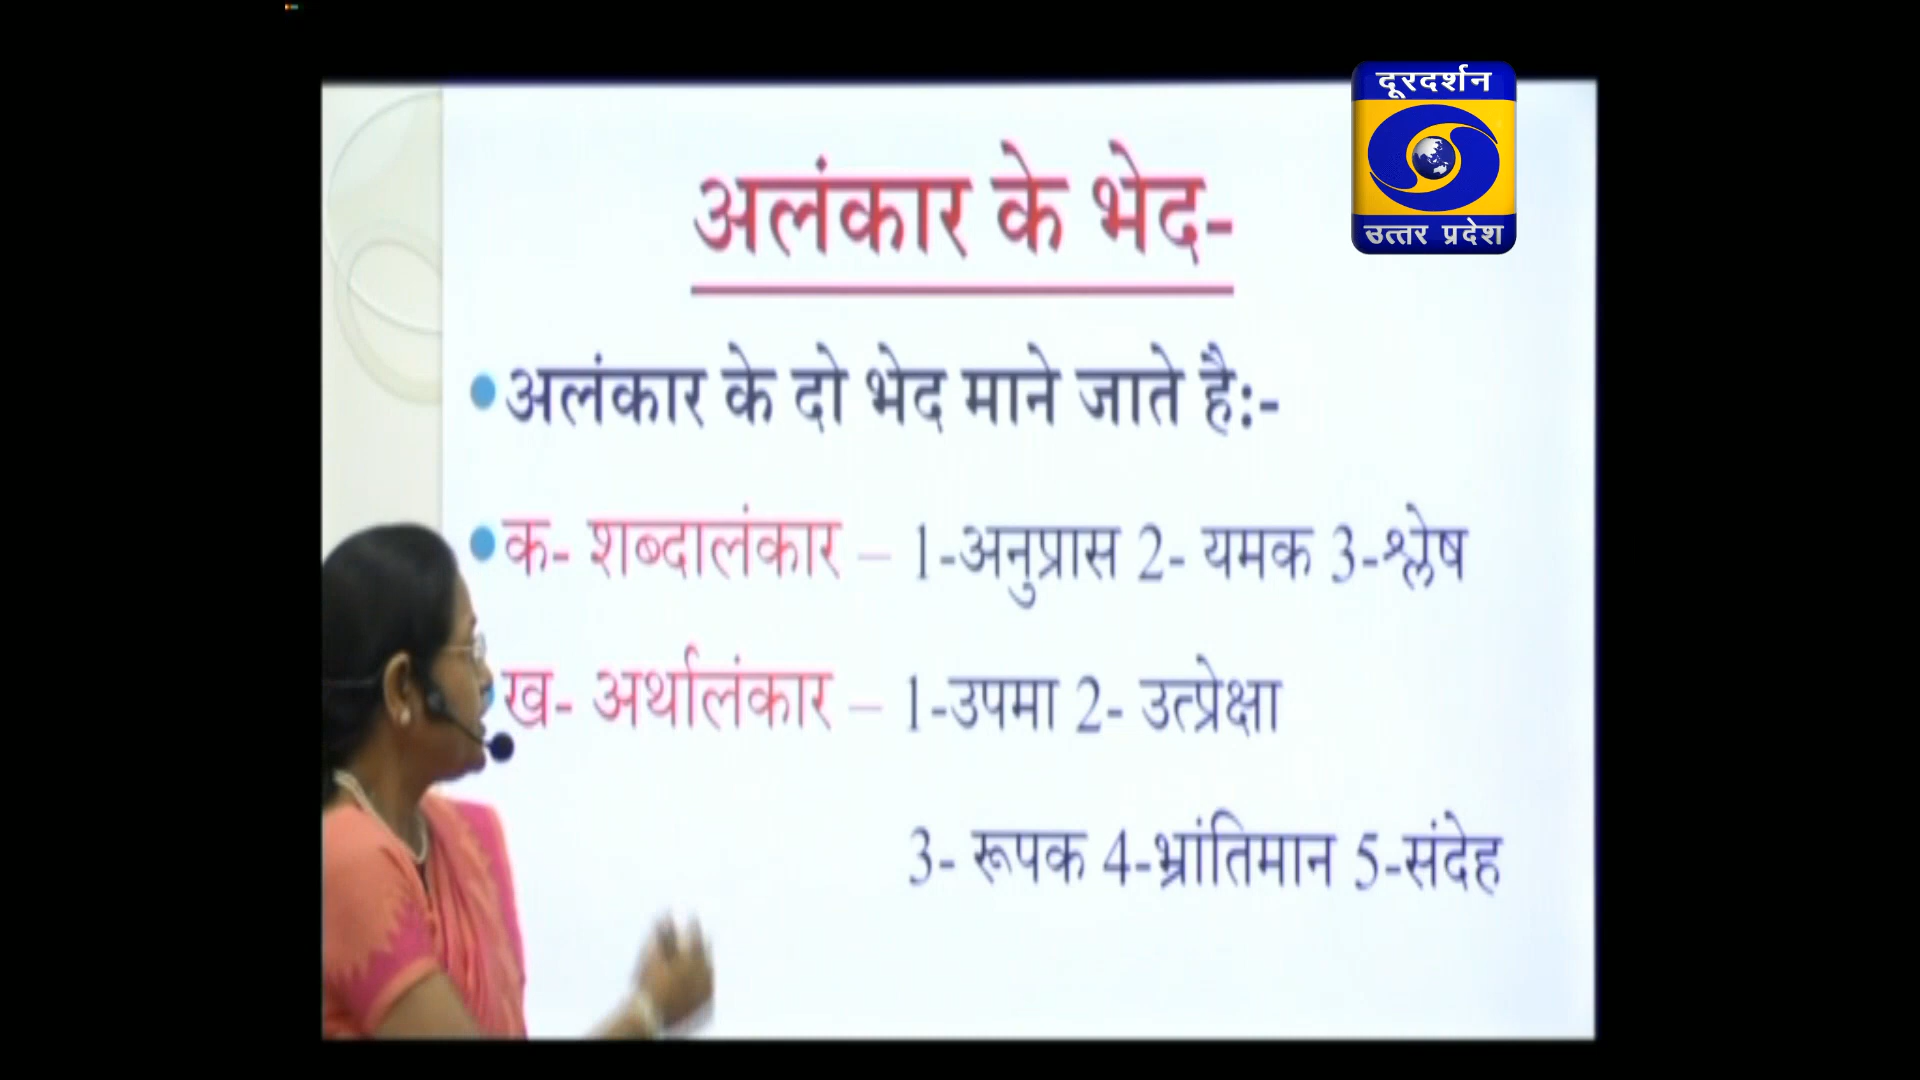 दूरदर्शन
उत्तर प्रदेश
अलंकार के भेद-
अलंकार के दो भेद माने जाते है:-
क- शब्दालंकार – 1-अनुप्रास 2- यमक 3-श्लेष
ख- अर्थालंकार – 1-उपमा 2- उत्प्रेक्षा
3- रूपक 4-भ्रांतिमान 5-संदेह